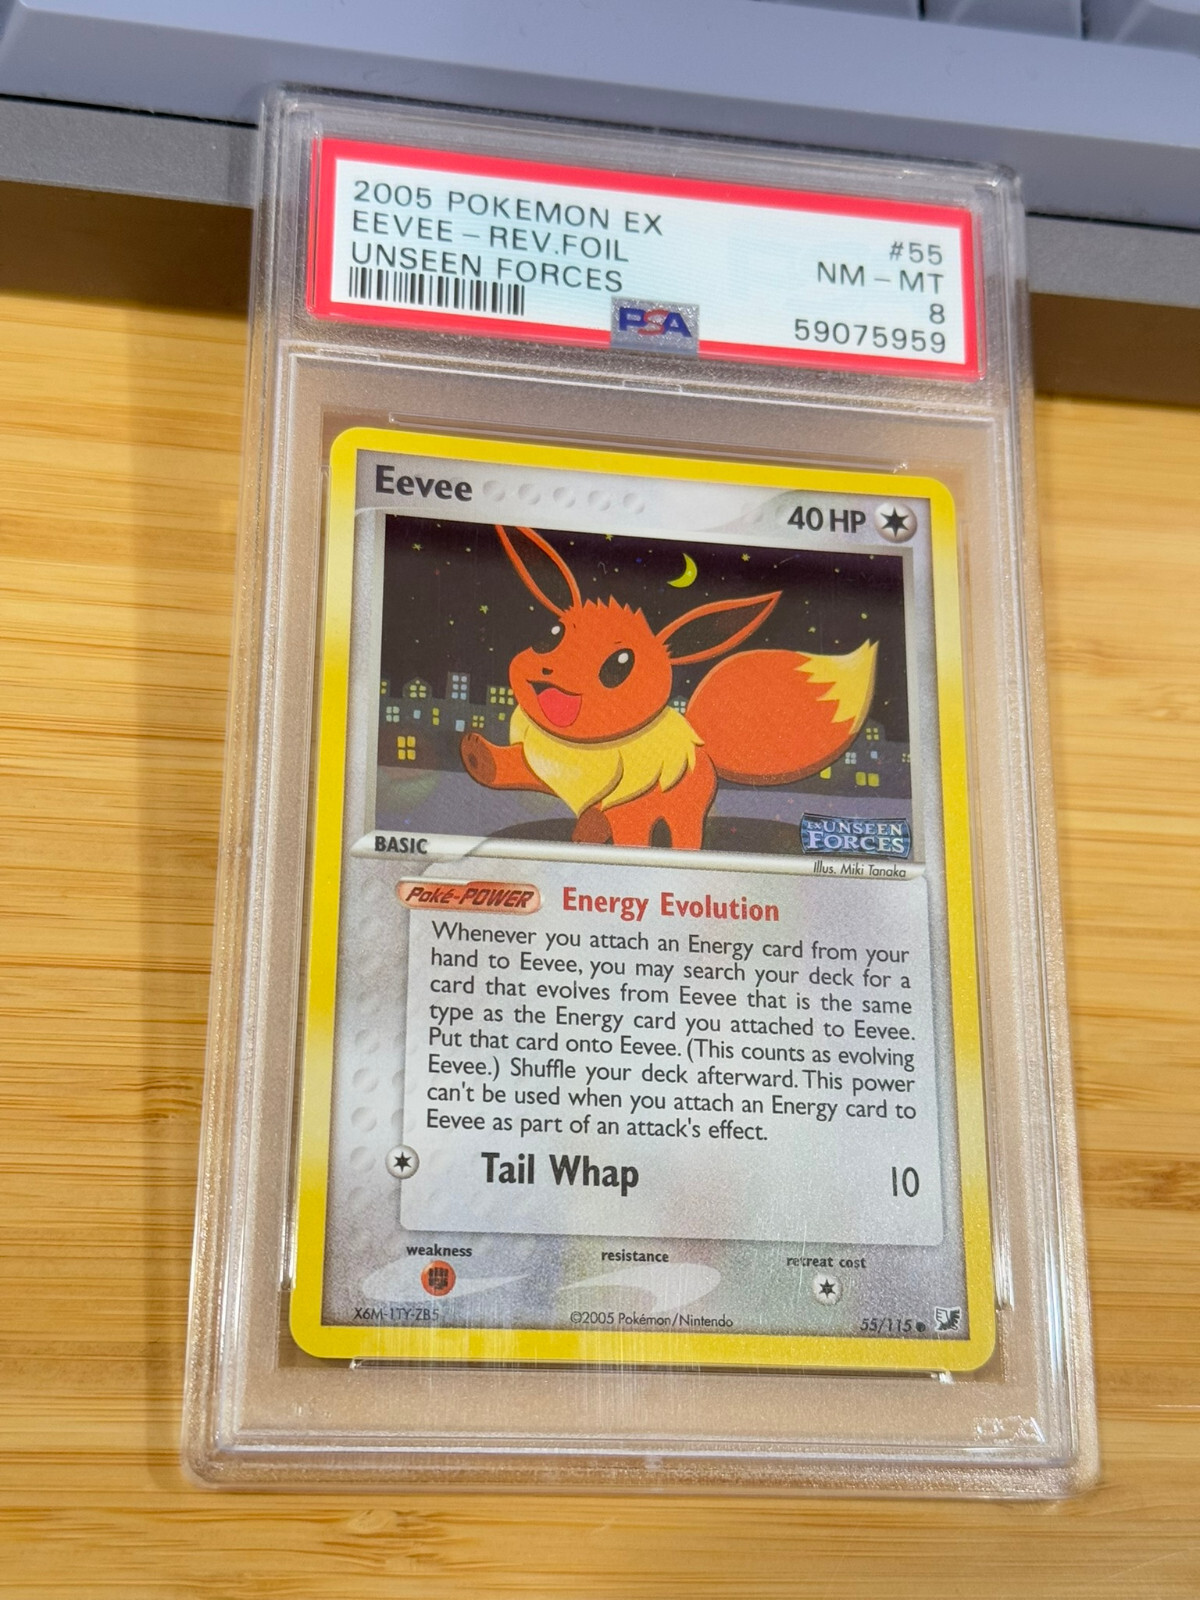 2005 POKEMON EX
EEVEE - REV.FOIL
UNSEEN FORCES
#55
NM - MT
8
59075959
PSA
Eevee
40 HP
EX UNSEEN
FORCES
BASIC
Illus. Miki Tanaka
Poké-POWER Energy Evolution
Whenever you attach an Energy card from your
hand to Eevee, you may search your deck for a
card that evolves from Eevee that is the same
type as the Energy card you attached to Eevee.
Put that card onto Eevee. (This counts as evolving
Eevee.) Shuffle your deck afterward. This power
can't be used when you attach an Energy card to
Eevee as part of an attack's effect.
Tail Whap 10
weakness
resistance
retreat cost
X6M-1TY-ZB5
©2005 Pokémon/Nintendo
55/115
PSA